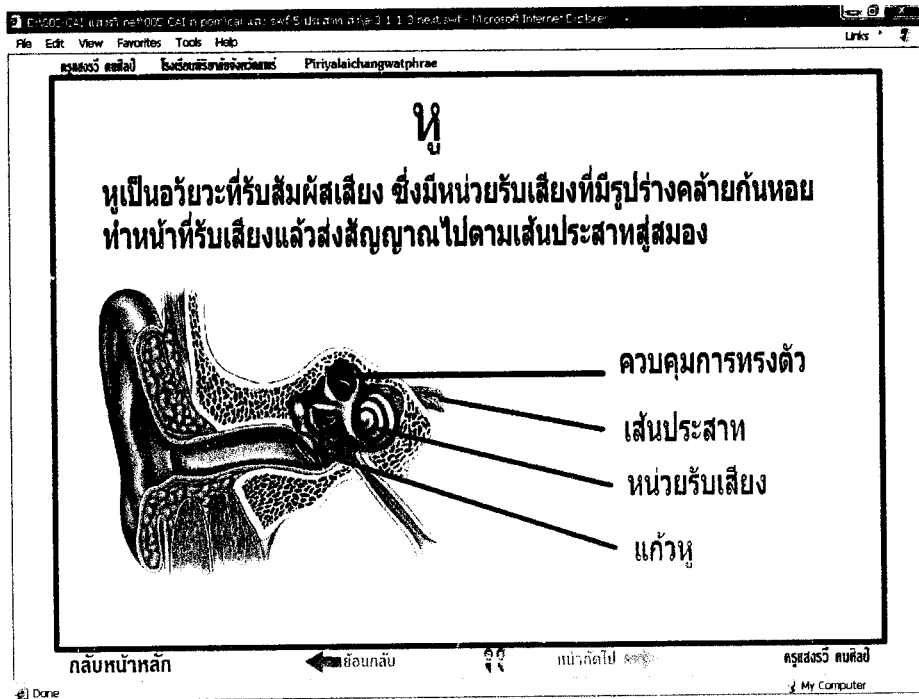 Microsoft Internet Explorer
File Edit View Favorites Tools Help
Links
ครูแสงรวี คบศิลป์ โรงเรียนพิริยาลัยจังหวัดแพร่ Piriyalaichangwatphrae
หู
หูเป็นอวัยวะที่รับสัมผัสเสียง ซึ่งมีหน่วยรับเสียงที่มีรูปร่างคล้ายก้นหอย
ทำหน้าที่รับเสียงแล้วส่งสัญญาณไปตามเส้นประสาทสู่สมอง
ควบคุมการทรงตัว
เส้นประสาท
หน่วยรับเสียง
แก้วหู
กลับหน้าหลัก ย้อนกลับ หน้าถัดไป ครูแสงรวี คบศิลป์
Done
My Computer